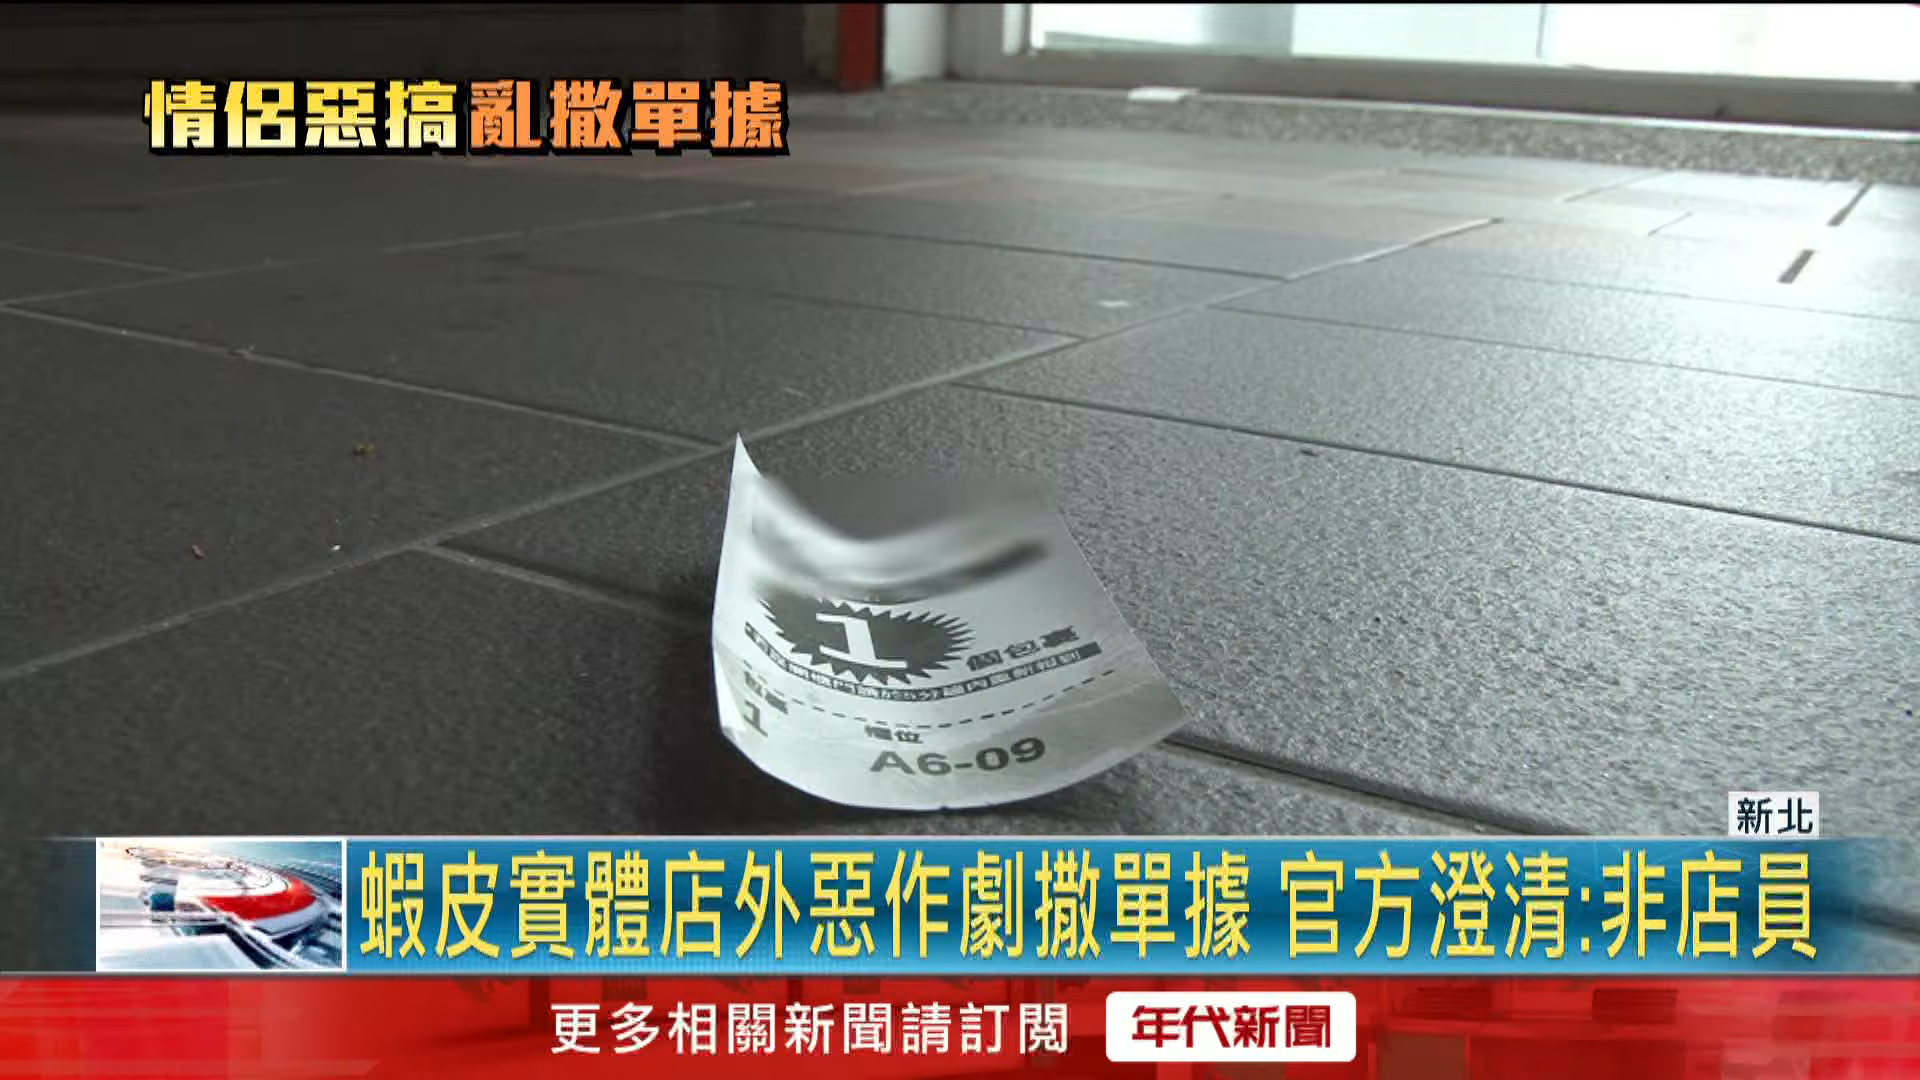 情侶惡搞亂撒單據
1
個包裹
1
櫃位
A6-09
新北
蝦皮實體店外惡作劇撒單據 官方澄清:非店員
更多相關新聞請訂閱 年代新聞